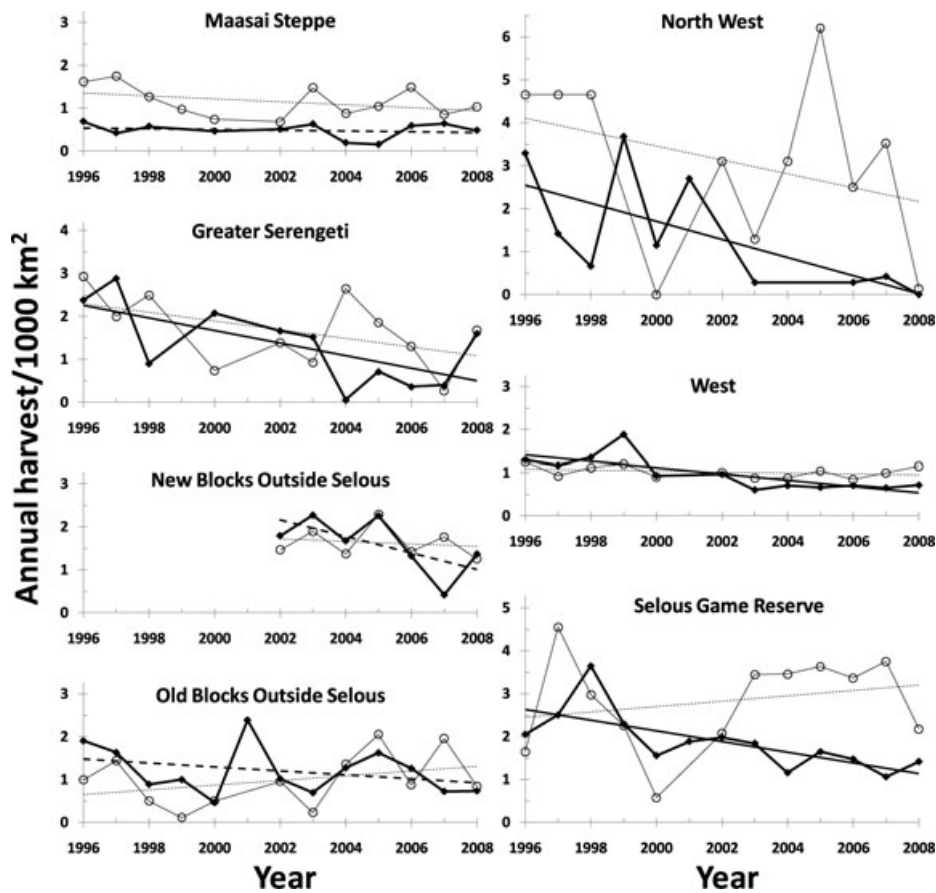 Maasai Steppe
3
2
1
0
1996 1998 2000 2002 2004 2006 2008
Greater Serengeti
4
3
2
1
0
1996 1998 2000 2002 2004 2006 2008
New Blocks Outside Selous
3
2
1
0
1996 1998 2000 2002 2004 2006 2008
Old Blocks Outside Selous
3
2
1
0
1996 1998 2000 2002 2004 2006 2008
Year
Annual harvest/1000 km²
North West
6
5
4
3
2
1
0
1996 1998 2000 2002 2004 2006 2008
West
3
2
1
0
1996 1998 2000 2002 2004 2006 2008
Selous Game Reserve
5
4
3
2
1
0
1996 1998 2000 2002 2004 2006 2008
Year